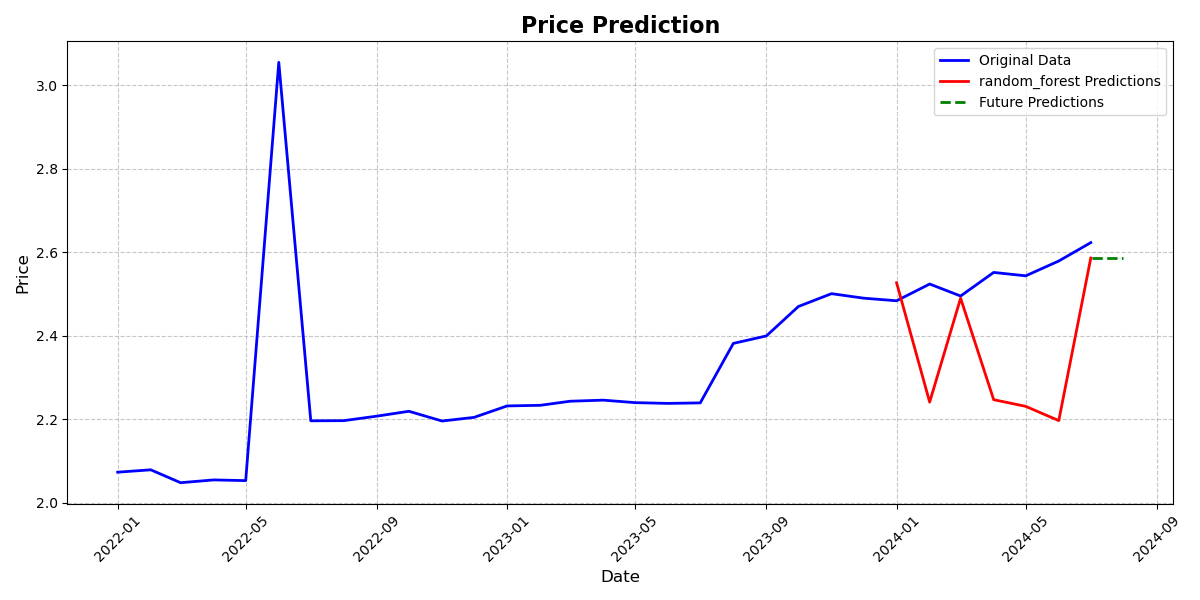 Price Prediction
Original Data
random_forest Predictions
Future Predictions
Price
3.0
2.8
2.6
2.4
2.2
2.0
2022-01
2022-05
2022-09
2023-01
2023-05
2023-09
2024-01
2024-05
2024-09
Date